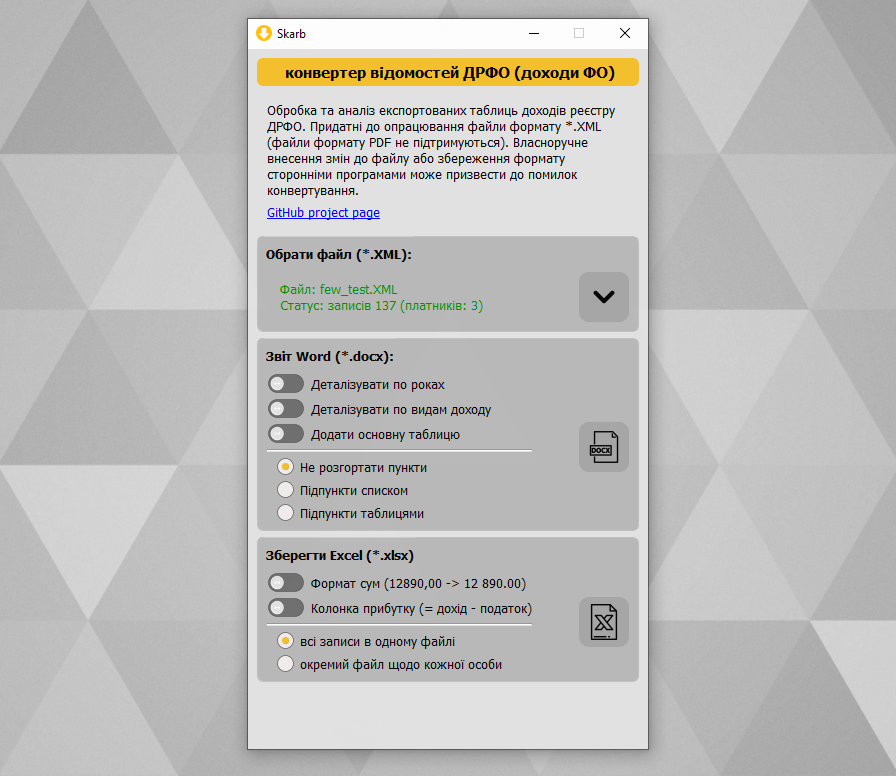 Skarb
конвертер відомостей ДРФО (доходи ФО)
Обробка та аналіз експортованих таблиць доходів реєстру
ДРФО. Придатні до опрацювання файли формату *.XML
(файли формату PDF не підтримуються). Власноручне
внесення змін до файлу або збереження формату
сторонніми програмами може призвести до помилок
конвертування.
GitHub project page
Обрати файл (*.XML):
Файл: few_test.XML
Статус: записів 137 (платників: 3)
Звіт Word (*.docx):
Деталізувати по роках
Деталізувати по видам доходу
Додати основну таблицю
DOCX
Не розгортати пункти
Підпункти списком
Підпункти таблицями
Зберегти Excel (*.xlsx)
Формат сум (12890,00 -> 12 890.00)
Колонка прибутку (= дохід - податок)
X
всі записи в одному файлі
окремий файл щодо кожної особи